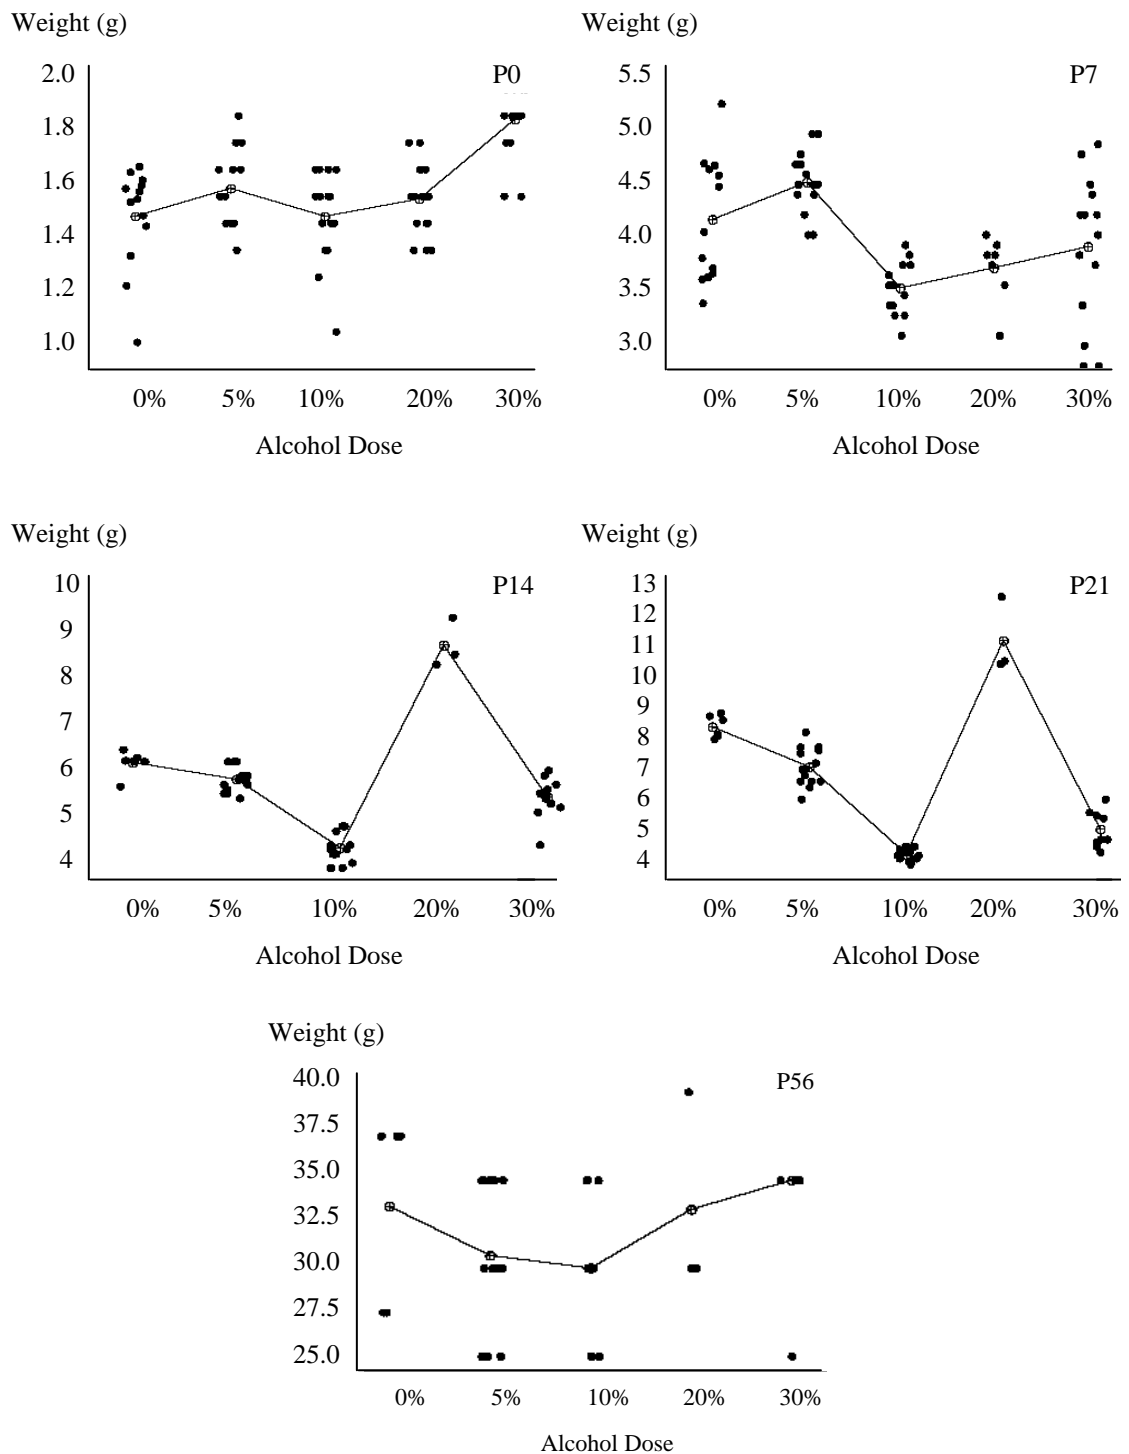 Weight (g)
2.0
1.8
1.6
1.4
1.2
1.0
P0
0% 5% 10% 20% 30%
Alcohol Dose
Weight (g)
5.5
5.0
4.5
4.0
3.5
3.0
P7
0% 5% 10% 20% 30%
Alcohol Dose
Weight (g)
10
9
8
7
6
5
4
P14
0% 5% 10% 20% 30%
Alcohol Dose
Weight (g)
13
12
11
10
9
8
7
6
5
4
P21
0% 5% 10% 20% 30%
Alcohol Dose
Weight (g)
40.0
37.5
35.0
32.5
30.0
27.5
25.0
P56
0% 5% 10% 20% 30%
Alcohol Dose